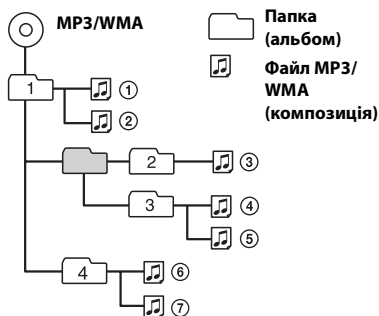 MP3/WMA
Папка
(альбом)
Файл MP3/
WMA
(композиція)
1
①
②
2
③
3
④
⑤
4
⑥
⑦